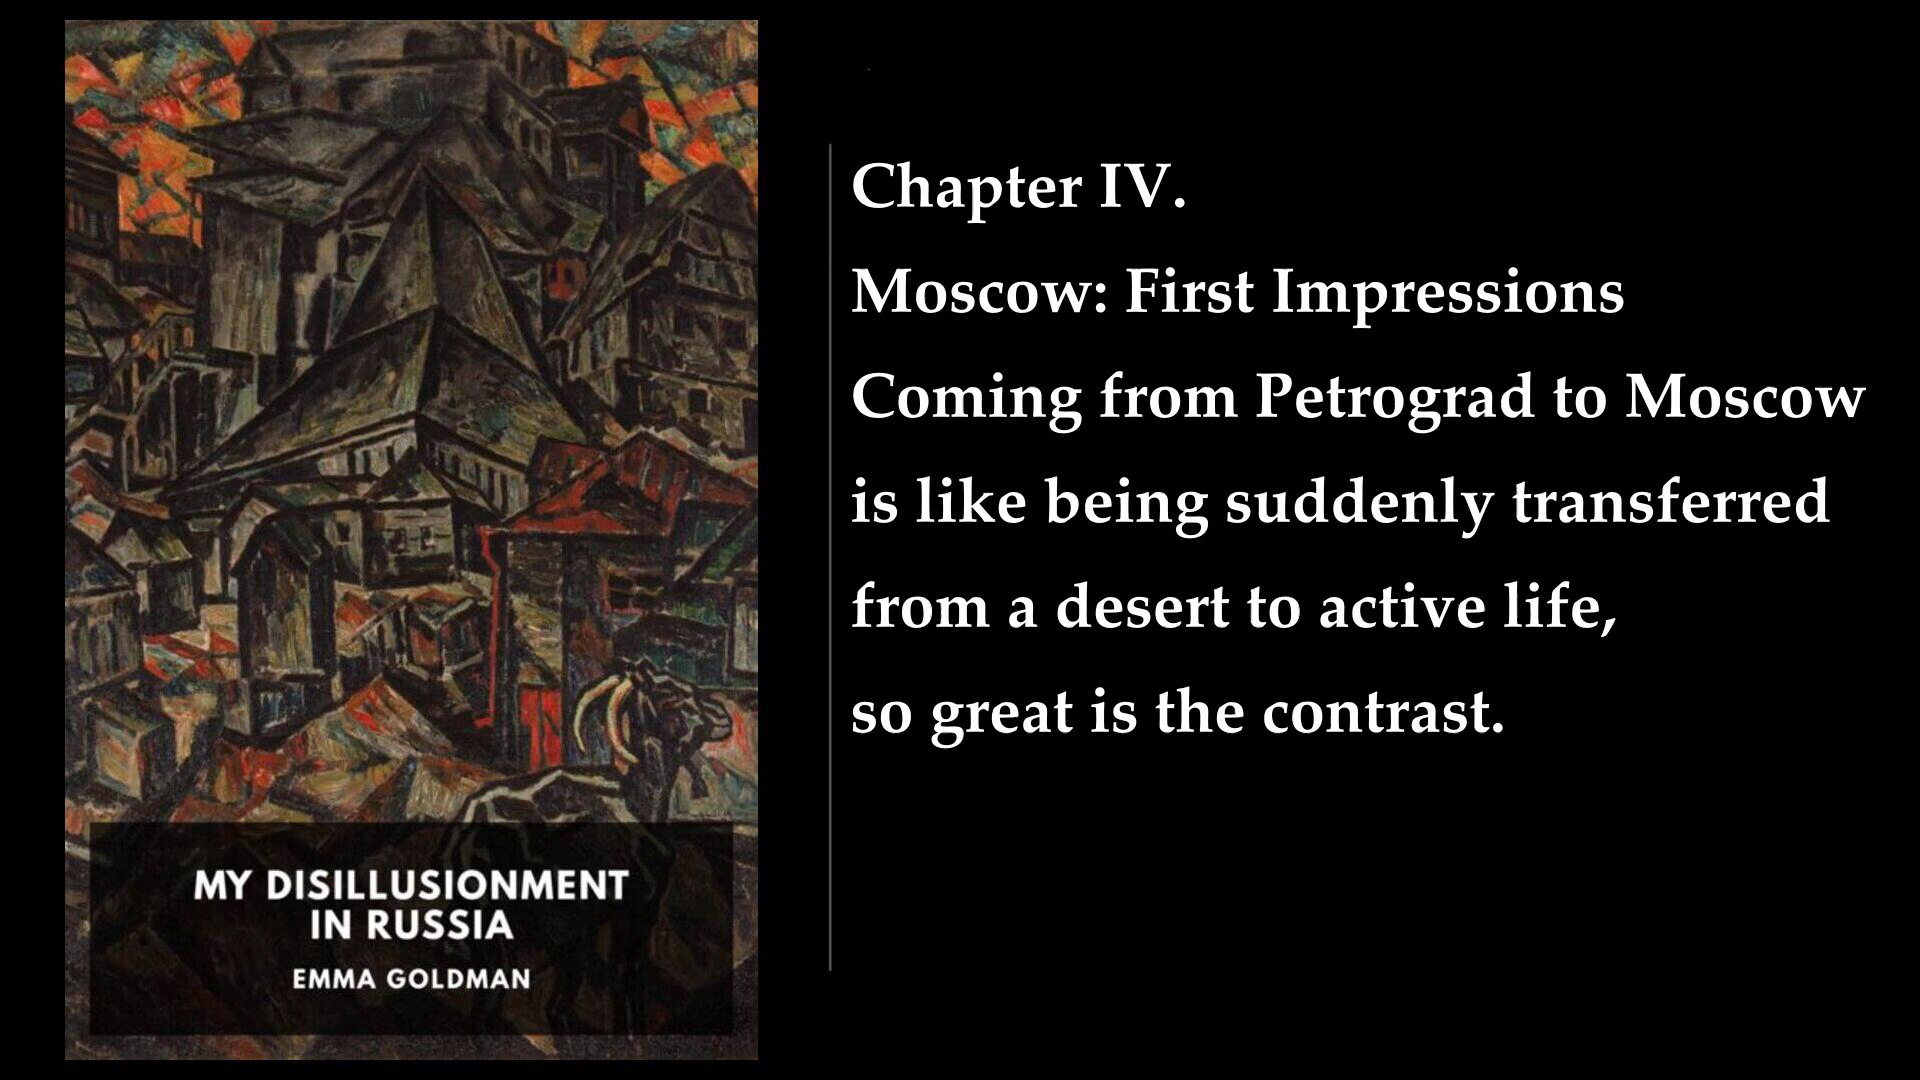 MY DISILLUSIONMENT
IN RUSSIA
EMMA GOLDMAN
Chapter IV.
Moscow: First Impressions
Coming from Petrograd to Moscow
is like being suddenly transferred
from a desert to active life,
so great is the contrast.